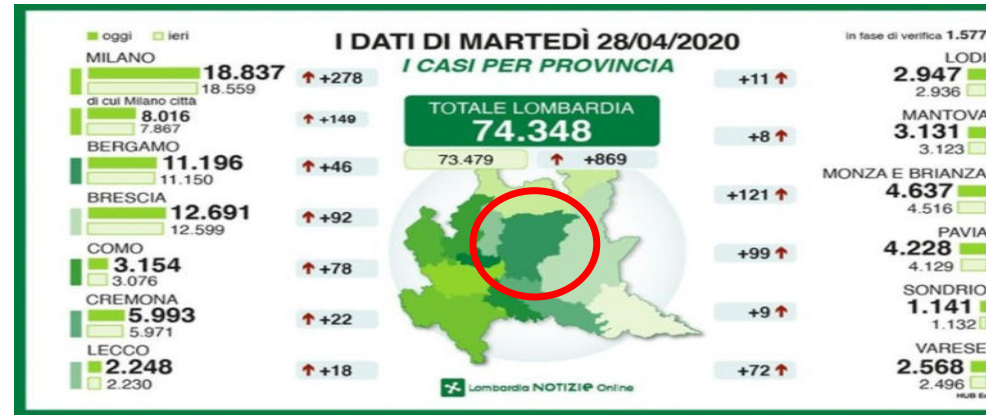 oggi ieri
I DATI DI MARTEDÌ 28/04/2020
in fase di verifica 1.577
I CASI PER PROVINCIA
TOTALE LOMBARDIA
74.348
73.479 +869
MILANO
18.837 +278
18.559
di cui Milano città
8.016 +149
7.867
BERGAMO
11.196 +46
11.150
BRESCIA
12.691 +92
12.599
COMO
3.154 +78
3.076
CREMONA
5.993 +22
5.971
LECCO
2.248 +18
2.230
LODI
+11 2.947
2.936
MANTOVA
+8 3.131
3.123
MONZA E BRIANZA
+121 4.637
4.516
PAVIA
+99 4.228
4.129
SONDRIO
+9 1.141
1.132
VARESE
+72 2.568
2.496
Lombardia NOTIZIE Online
HUB